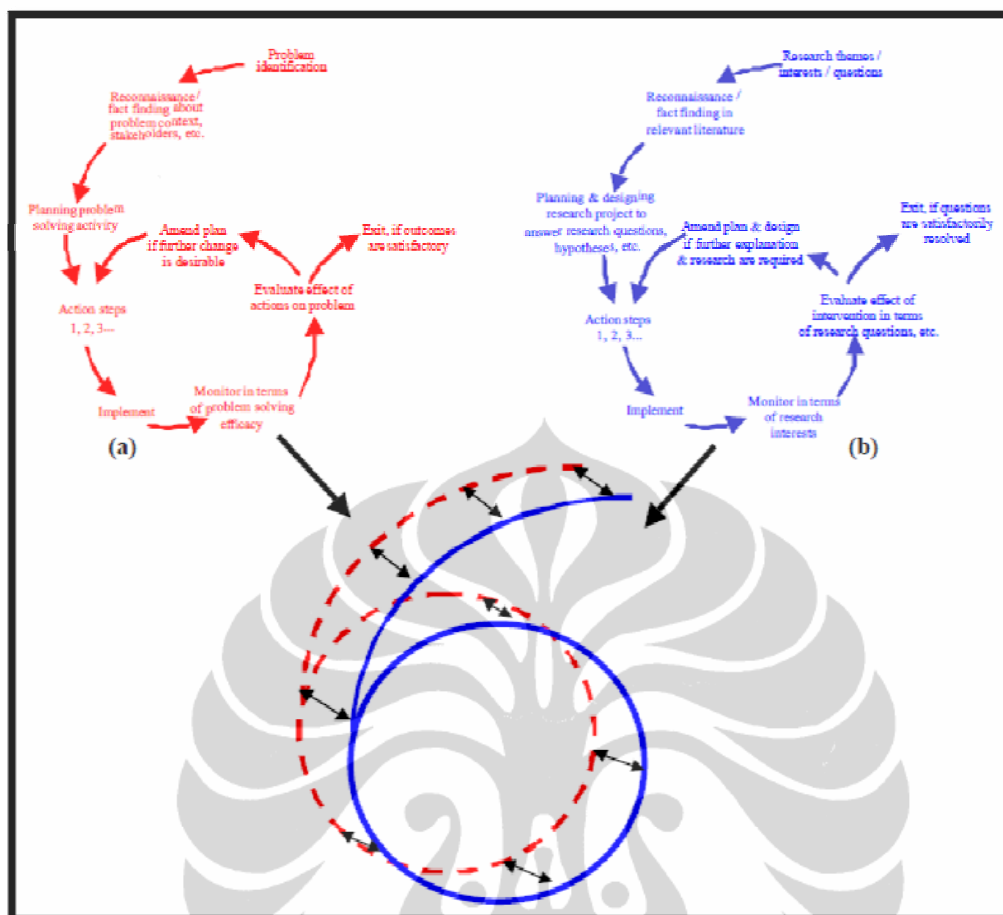 Problem
identification
Reconnaissance /
fact finding about
problem context,
stakeholders, etc.
Planning problem
solving activity
Amend plan
if further change
is desirable
Exit, if outcomes
are satisfactory
Action steps
1, 2, 3---
Evaluate effect of
actions on problem
Implement
Monitor in terms
of problem solving
efficacy
(a)
Research themes /
interests / questions
Reconnaissance /
fact finding in
relevant literature
Planning & designing
research project to
answer research questions,
hypotheses, etc.
Amend plan & design
if further explanation
& research are required
Exit, if questions
are satisfactorily
resolved
Action steps
1, 2, 3...
Evaluate effect of
intervention in terms
of research questions, etc.
Implement
Monitor in terms
of research
interests
(b)